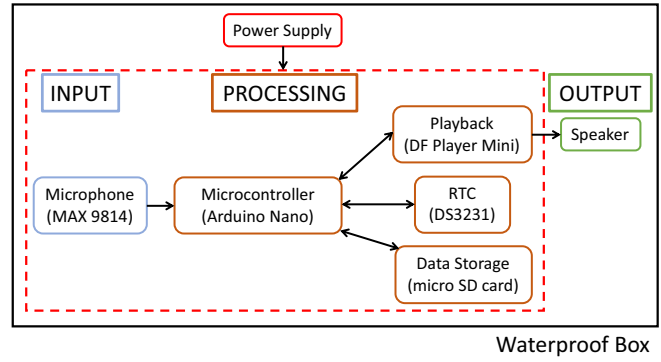 Power Supply
INPUT
PROCESSING
OUTPUT
Playback
(DF Player Mini)
Speaker
Microphone
(MAX 9814)
Microcontroller
(Arduino Nano)
RTC
(DS3231)
Data Storage
(micro SD card)
Waterproof Box